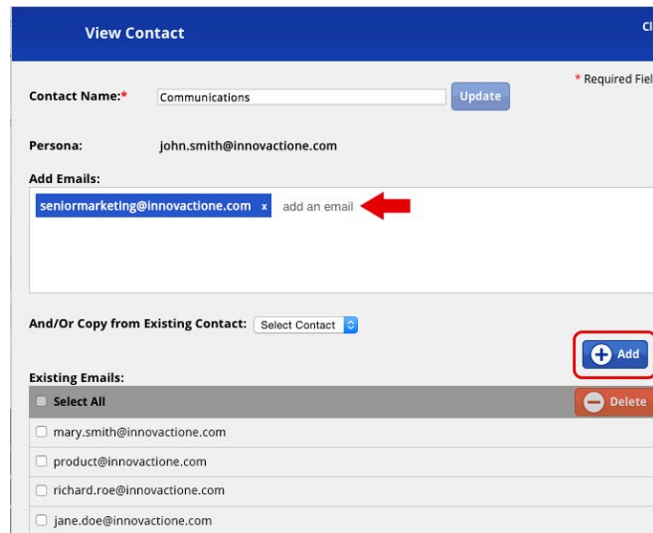 View Contact Cl
* Required Fiel
Contact Name:* Communications Update
Persona: john.smith@innovactione.com
Add Emails:
seniormarketing@innovactione.com x add an email
And/Or Copy from Existing Contact: Select Contact
Add
Existing Emails:
Select All Delete
mary.smith@innovactione.com
product@innovactione.com
richard.roe@innovactione.com
jane.doe@innovactione.com